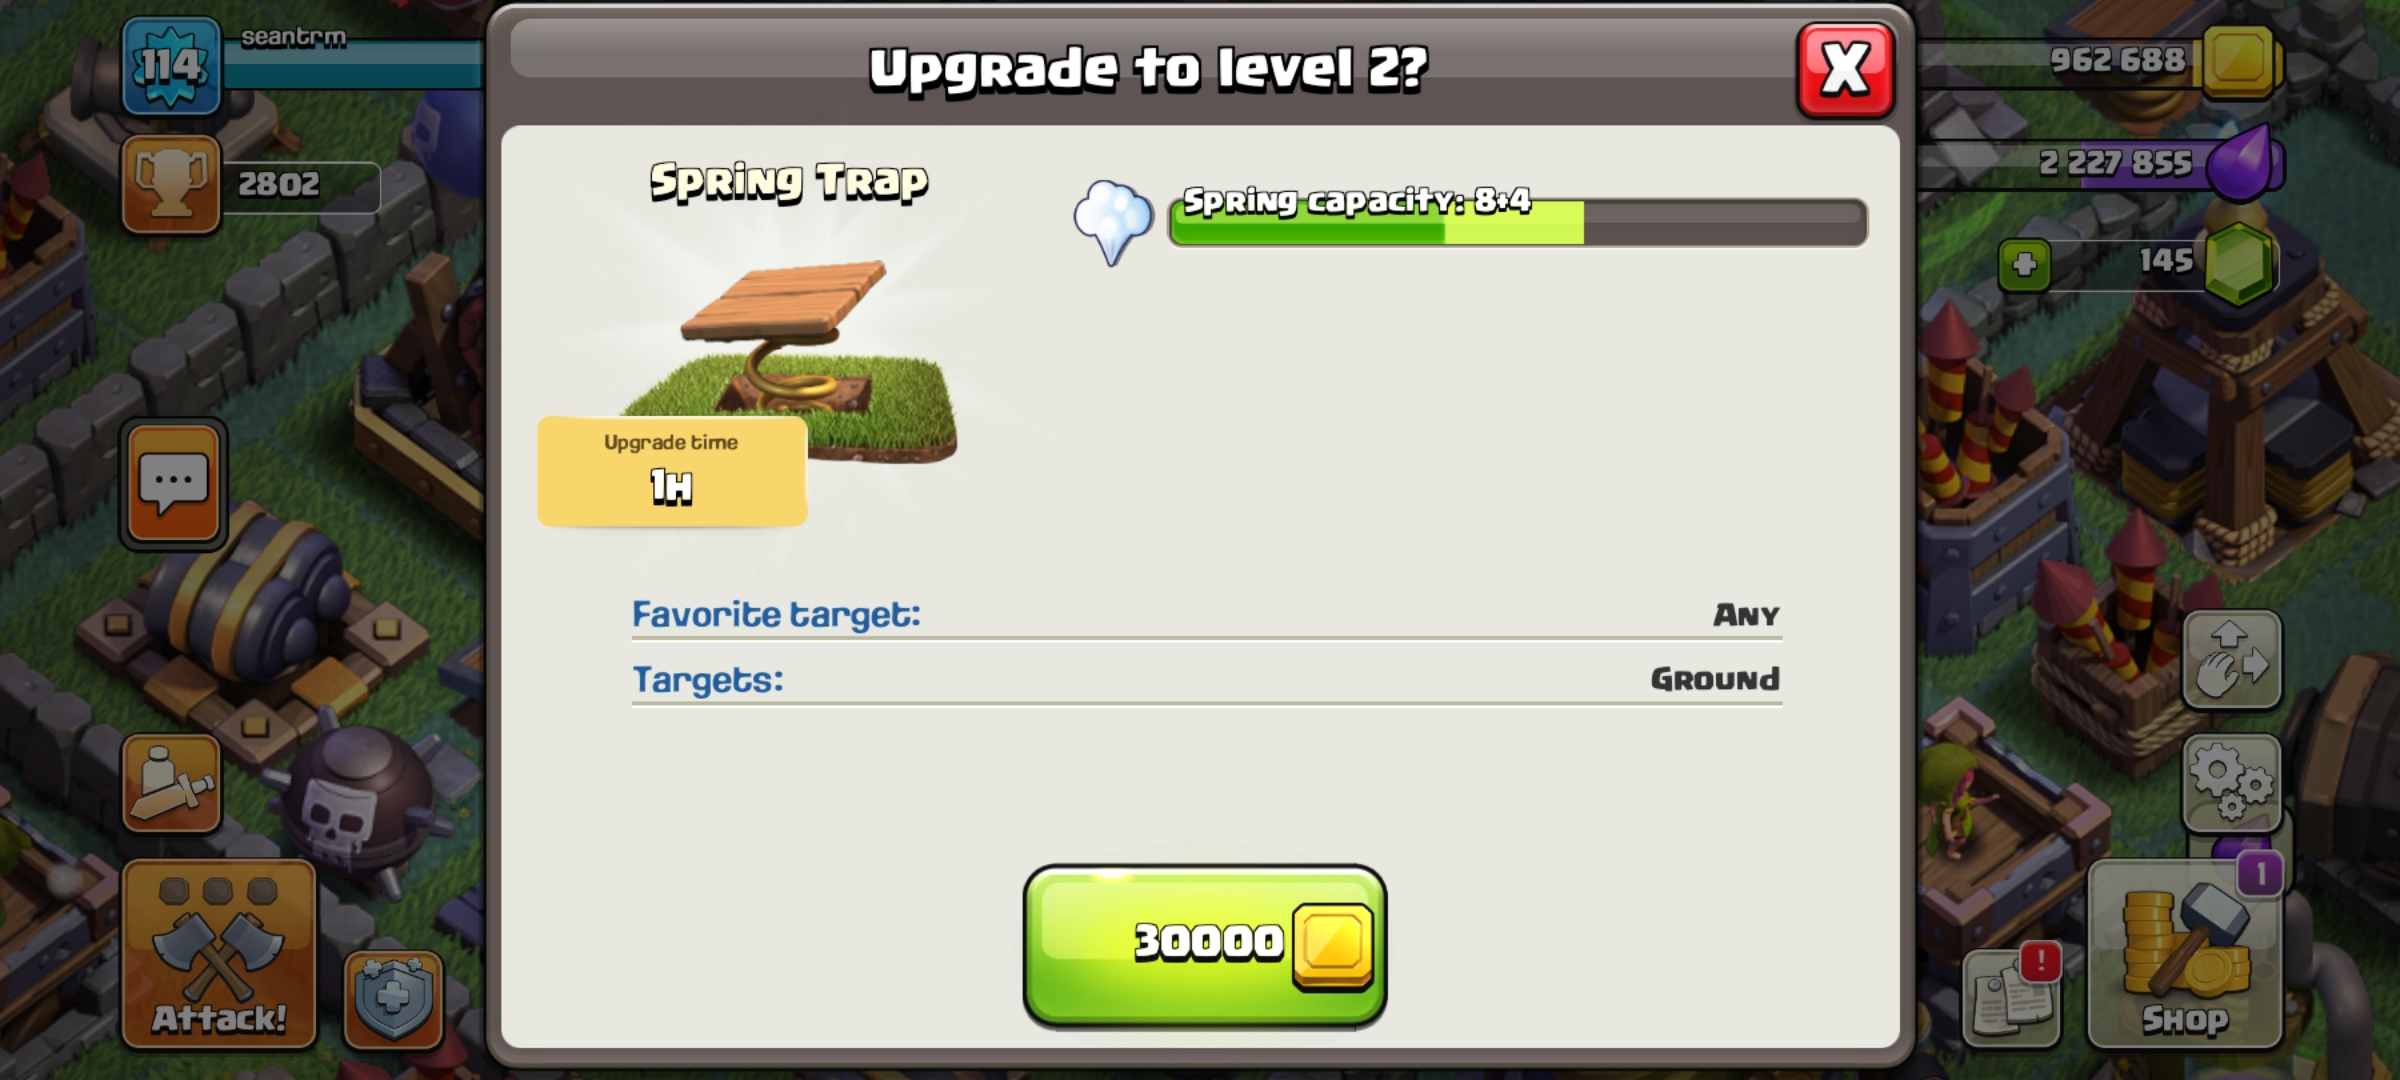 114
seantrm
2802
Upgrade to level 2?
X
962 688
2 227 855
145
Spring Trap
Spring capacity: 8+4
Upgrade time
1H
Favorite target: Any
Targets: Ground
30000
Attack!
!
1
Shop